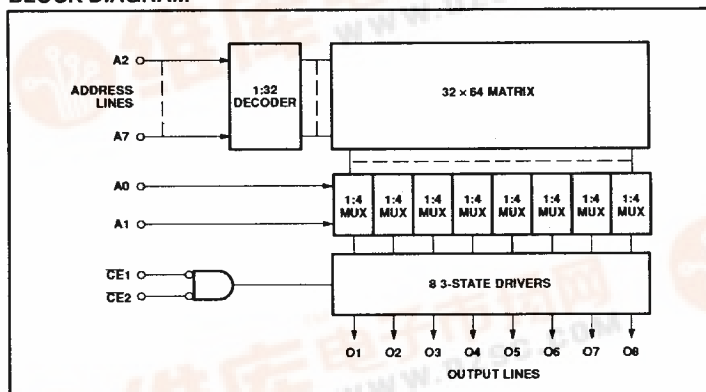 BLOCK DIAGRAM
A2
ADDRESS
LINES
A7
1:32
DECODER
32 × 64 MATRIX
A0
A1
1:4
MUX
1:4
MUX
1:4
MUX
1:4
MUX
1:4
MUX
1:4
MUX
1:4
MUX
1:4
MUX
CE1
CE2
8 3-STATE DRIVERS
O1 O2 O3 O4 O5 O6 O7 O8
OUTPUT LINES